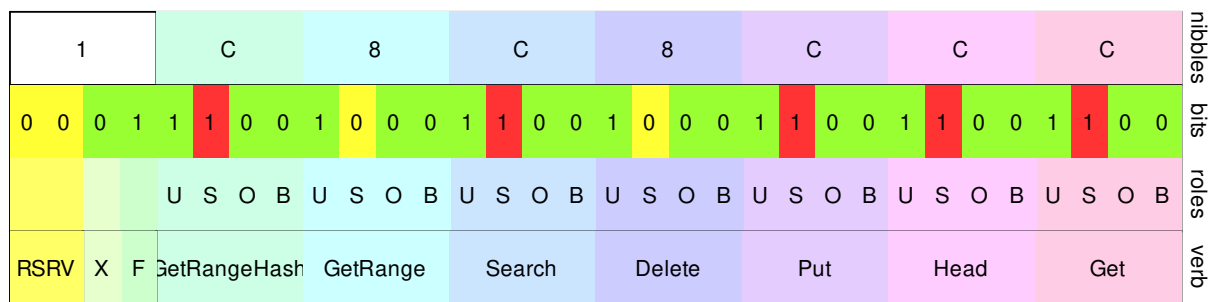 1 C 8 C 8 C C C nibbles
0 0 0 1 1 1 0 0 1 0 0 0 1 1 0 0 1 0 0 0 1 1 0 0 1 1 0 0 1 1 0 0 bits
U S O B U S O B U S O B U S O B U S O B U S O B U S O B roles
RSRV X F GetRangeHash GetRange Search Delete Put Head Get verb